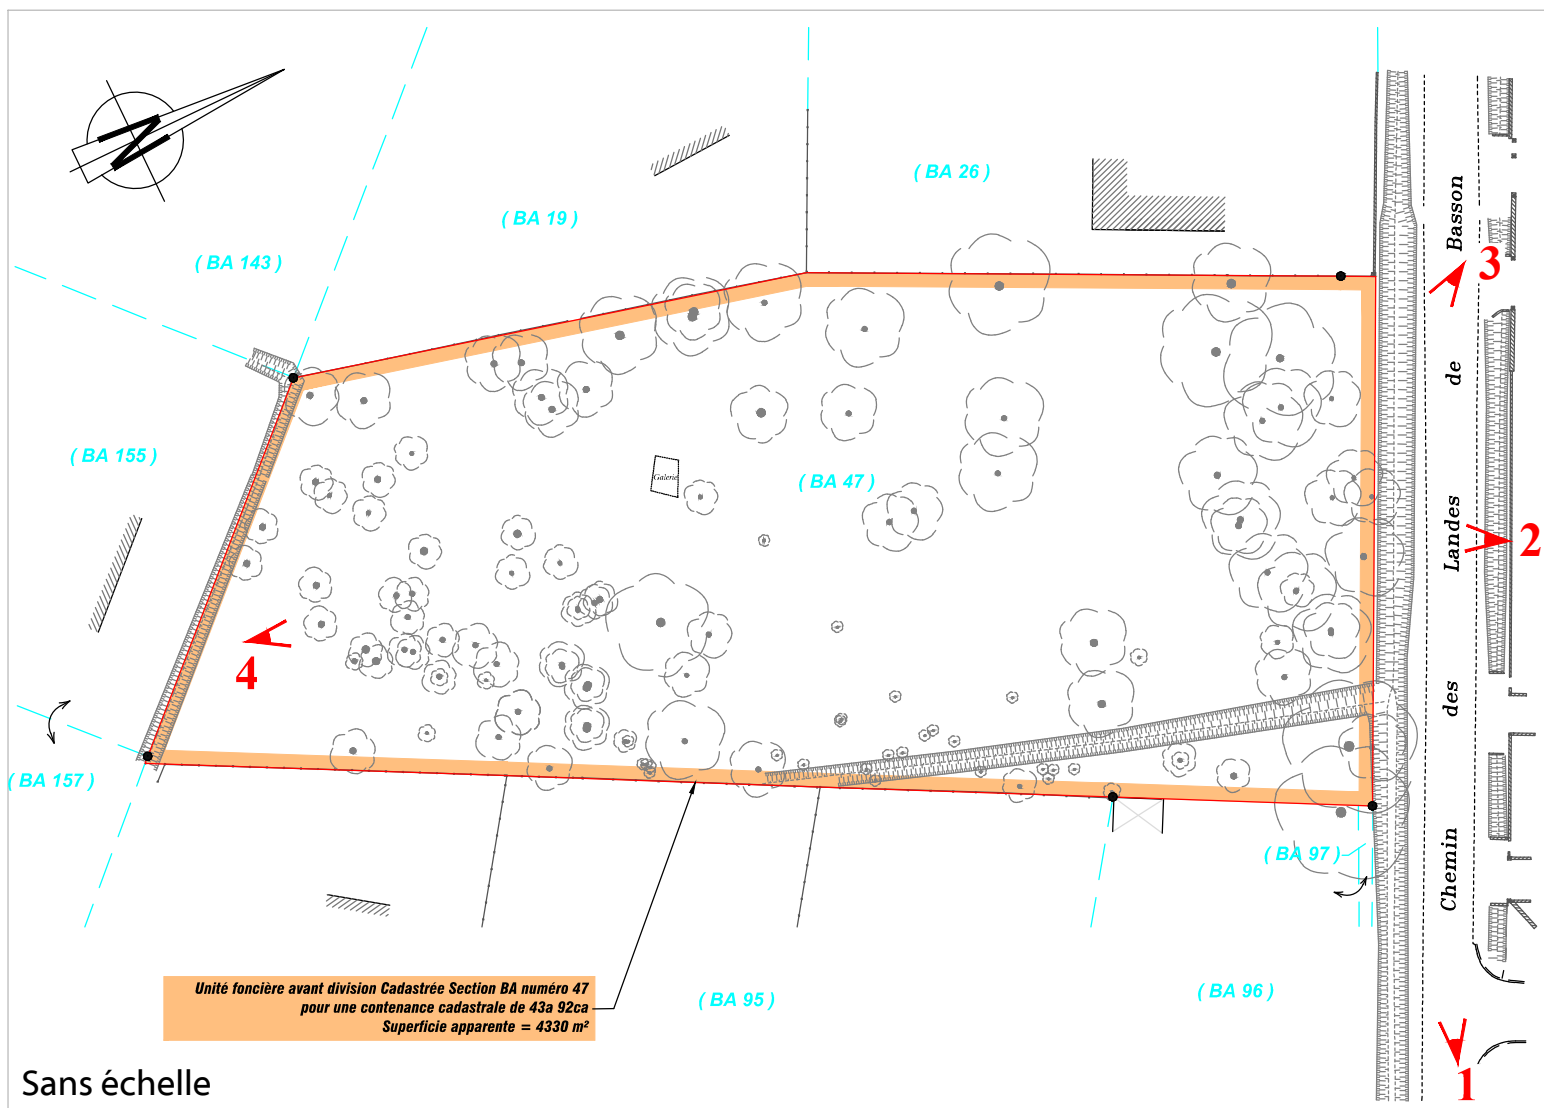 N
( BA 26 )
( BA 19 )
( BA 143 )
( BA 155 )
( BA 47 )
Galerie
( BA 157 )
( BA 97 )
( BA 95 )
( BA 96 )
Chemin des Landes de Basson
3
2
4
1
Unité foncière avant division Cadastrée Section BA numéro 47
pour une contenance cadastrale de 43a 92ca
Superficie apparente = 4330 m²
Sans échelle